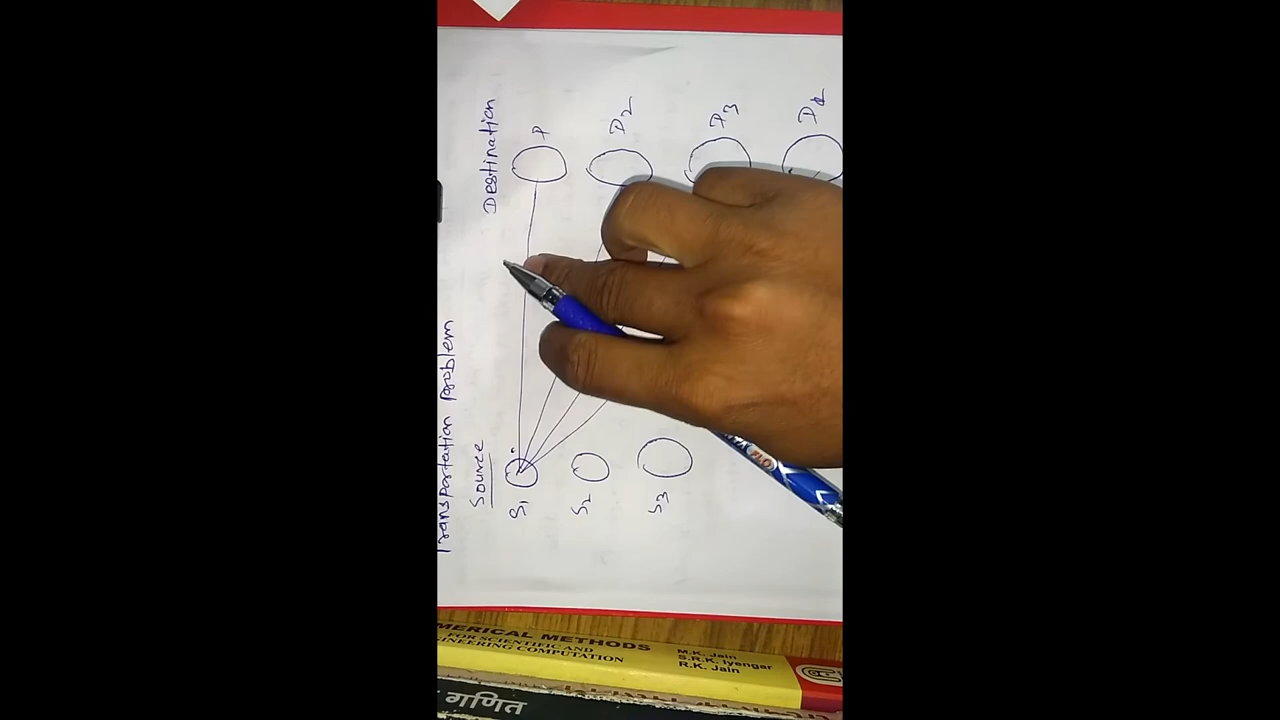 Transportation Problem
Source
Destination
S1
D
S2
D2
S3
D3
D4
NUMERICAL METHODS
FOR SCIENTIFIC AND
ENGINEERING COMPUTATION
M.K. Jain
S.R.K. Iyengar
R.K. Jain
गणित